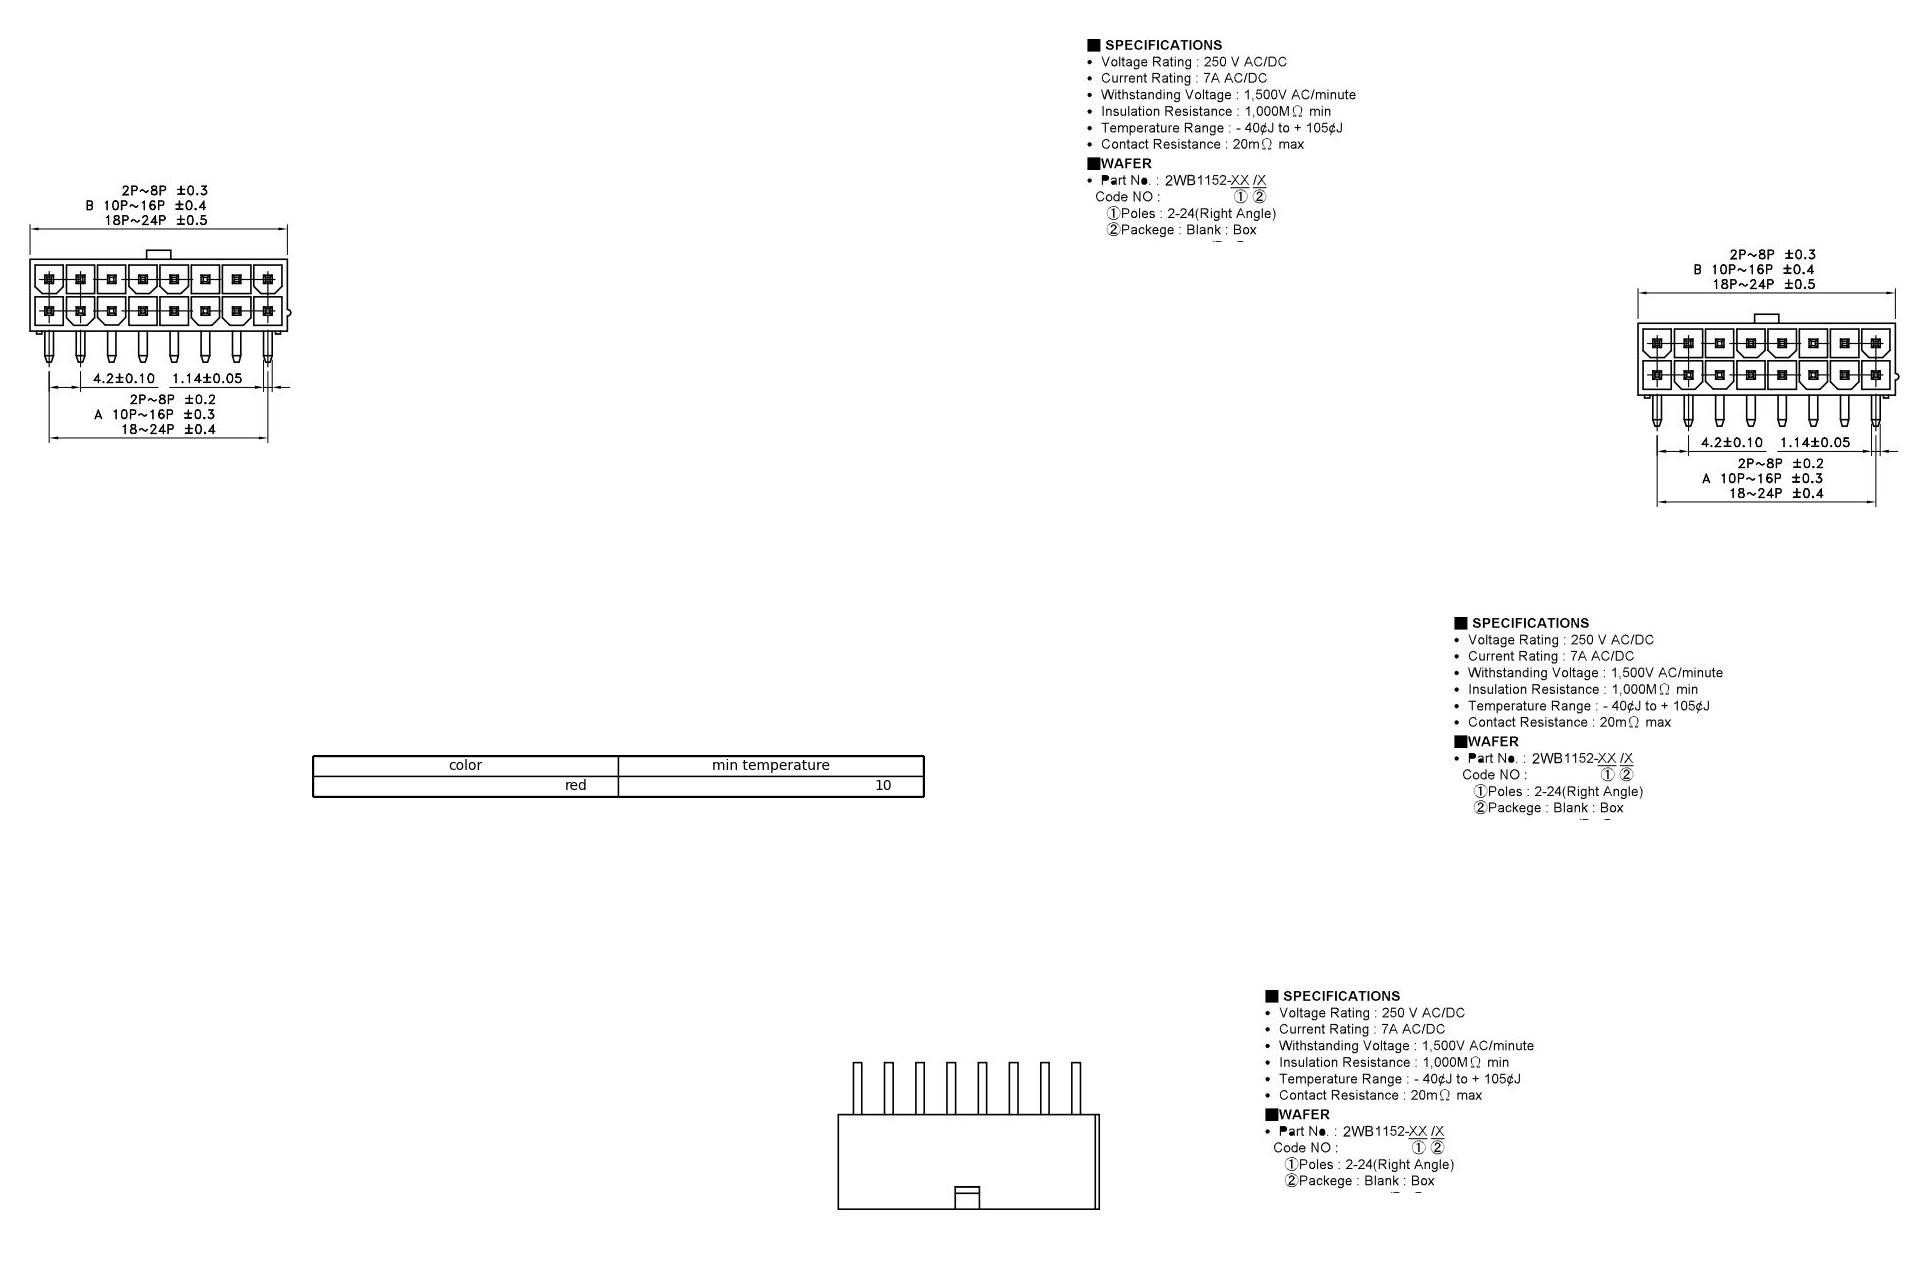 ■ SPECIFICATIONS
• Voltage Rating : 250 V AC/DC
• Current Rating : 7A AC/DC
• Withstanding Voltage : 1,500V AC/minute
• Insulation Resistance : 1,000MΩ min
• Temperature Range : - 40¢J to + 105¢J
• Contact Resistance : 20mΩ max
■WAFER
• Part No. : 2WB1152-XX /X
Code NO : ① ②
①Poles : 2-24(Right Angle)
②Packege : Blank : Box
2P~8P ±0.3
B 10P~16P ±0.4
18P~24P ±0.5
4.2±0.10 1.14±0.05
2P~8P ±0.2
A 10P~16P ±0.3
18~24P ±0.4
2P~8P ±0.3
B 10P~16P ±0.4
18P~24P ±0.5
4.2±0.10 1.14±0.05
2P~8P ±0.2
A 10P~16P ±0.3
18~24P ±0.4
■ SPECIFICATIONS
• Voltage Rating : 250 V AC/DC
• Current Rating : 7A AC/DC
• Withstanding Voltage : 1,500V AC/minute
• Insulation Resistance : 1,000MΩ min
• Temperature Range : - 40¢J to + 105¢J
• Contact Resistance : 20mΩ max
■WAFER
• Part No. : 2WB1152-XX /X
Code NO : ① ②
①Poles : 2-24(Right Angle)
②Packege : Blank : Box
color min temperature
red 10
■ SPECIFICATIONS
• Voltage Rating : 250 V AC/DC
• Current Rating : 7A AC/DC
• Withstanding Voltage : 1,500V AC/minute
• Insulation Resistance : 1,000MΩ min
• Temperature Range : - 40¢J to + 105¢J
• Contact Resistance : 20mΩ max
■WAFER
• Part No. : 2WB1152-XX /X
Code NO : ① ②
①Poles : 2-24(Right Angle)
②Packege : Blank : Box